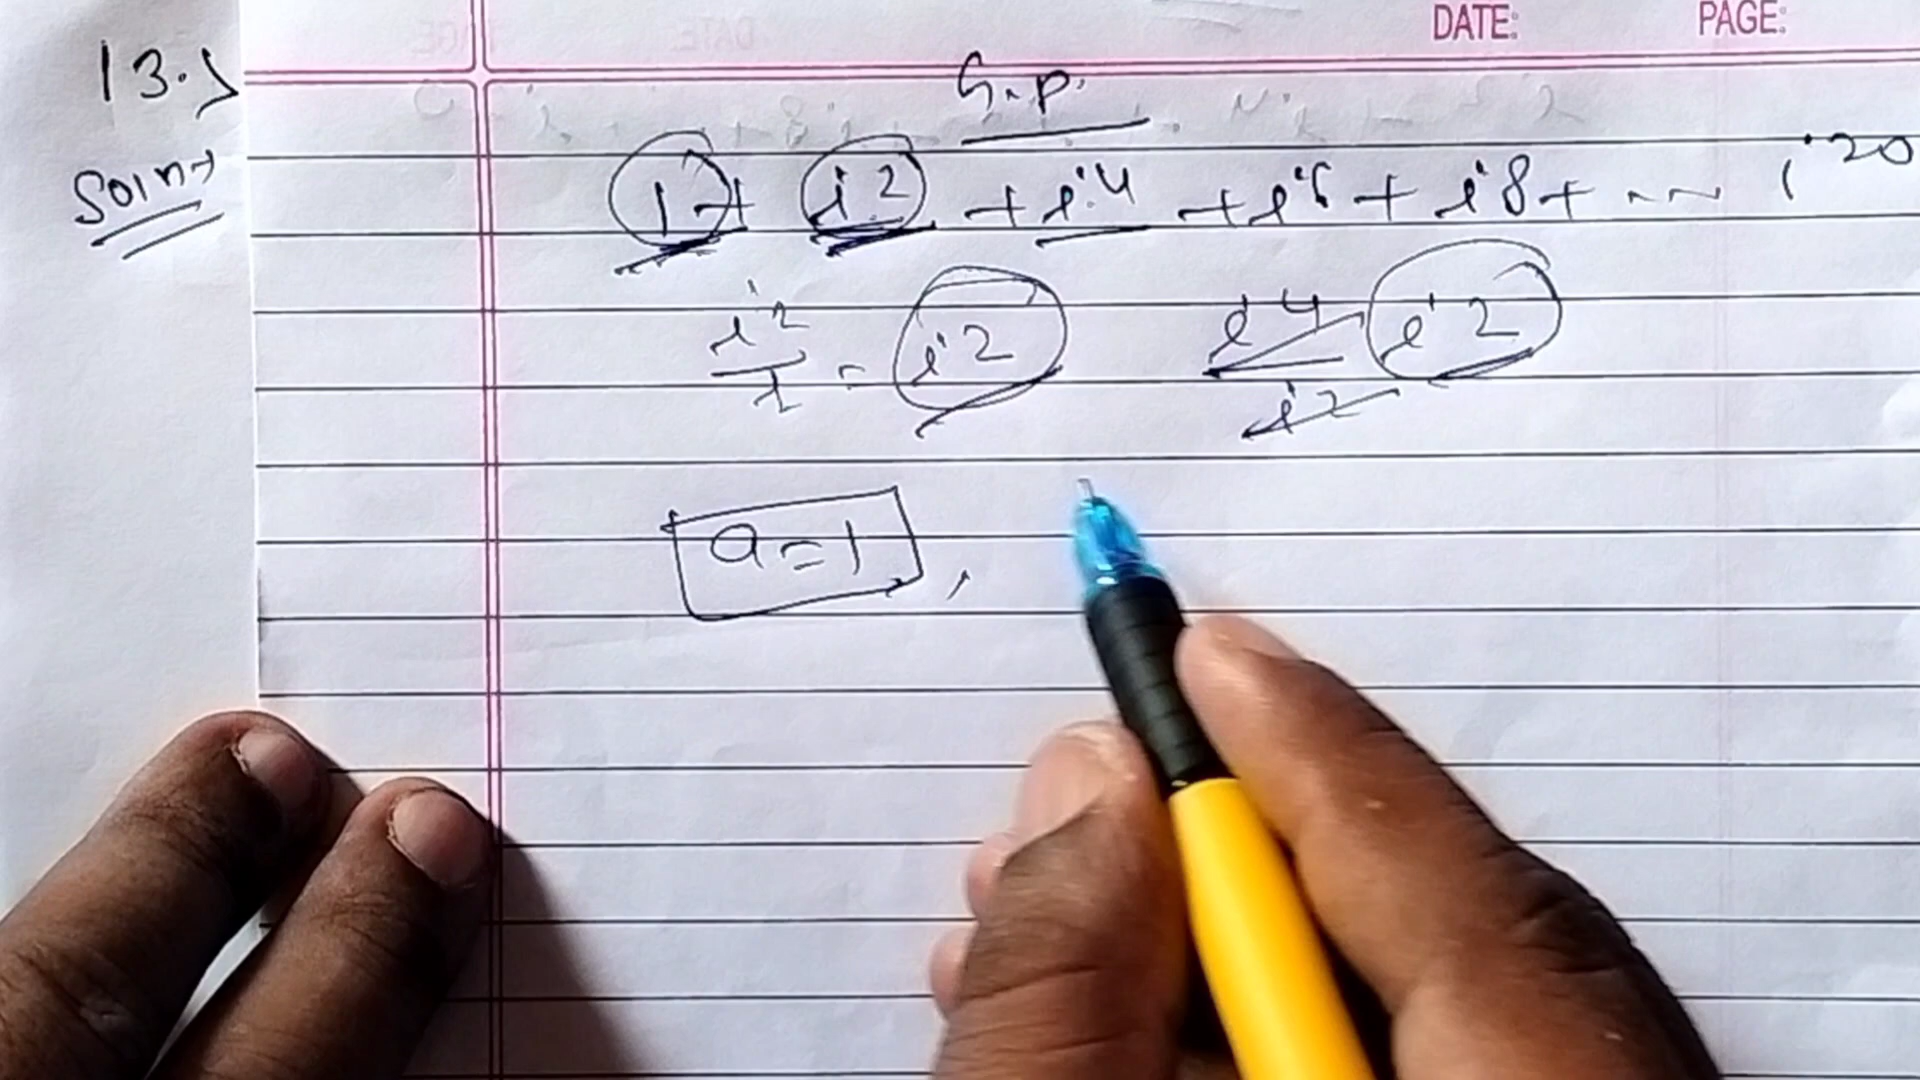 DATE: PAGE:
13.)
G.P.
Soln→ 1 + i² + i⁴ + i⁶ + i⁸ + ... i²⁰
i²/1 = i² i⁴/i² i²
a=1,